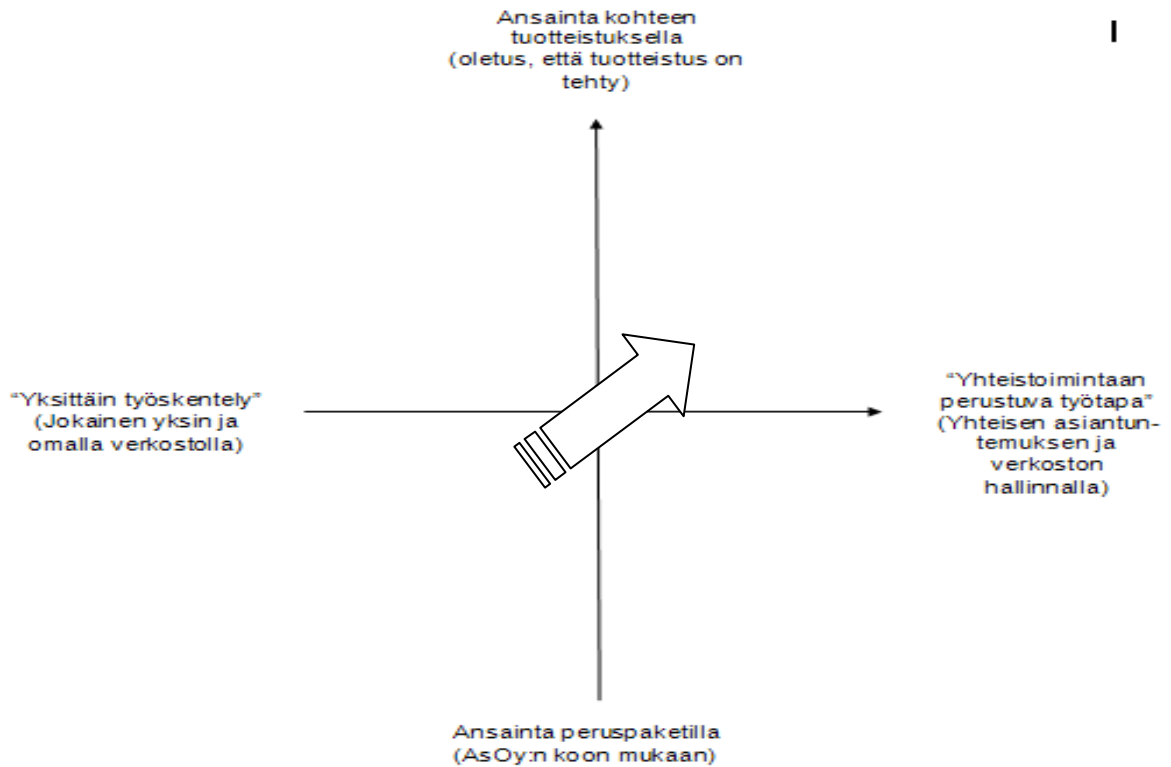 Ansainta kohteen
tuotteistuksella
(oletus, että tuotteistus on
tehty)
I
"Yksittäin työskentely"
(Jokainen yksin ja
omalla verkostolla)
"Yhteistoimintaan
perustuva työtapa"
(Yhteisen asiantun-
temuksen ja
verkoston
hallinnalla)
Ansainta peruspaketilla
(AsOy:n koon mukaan)